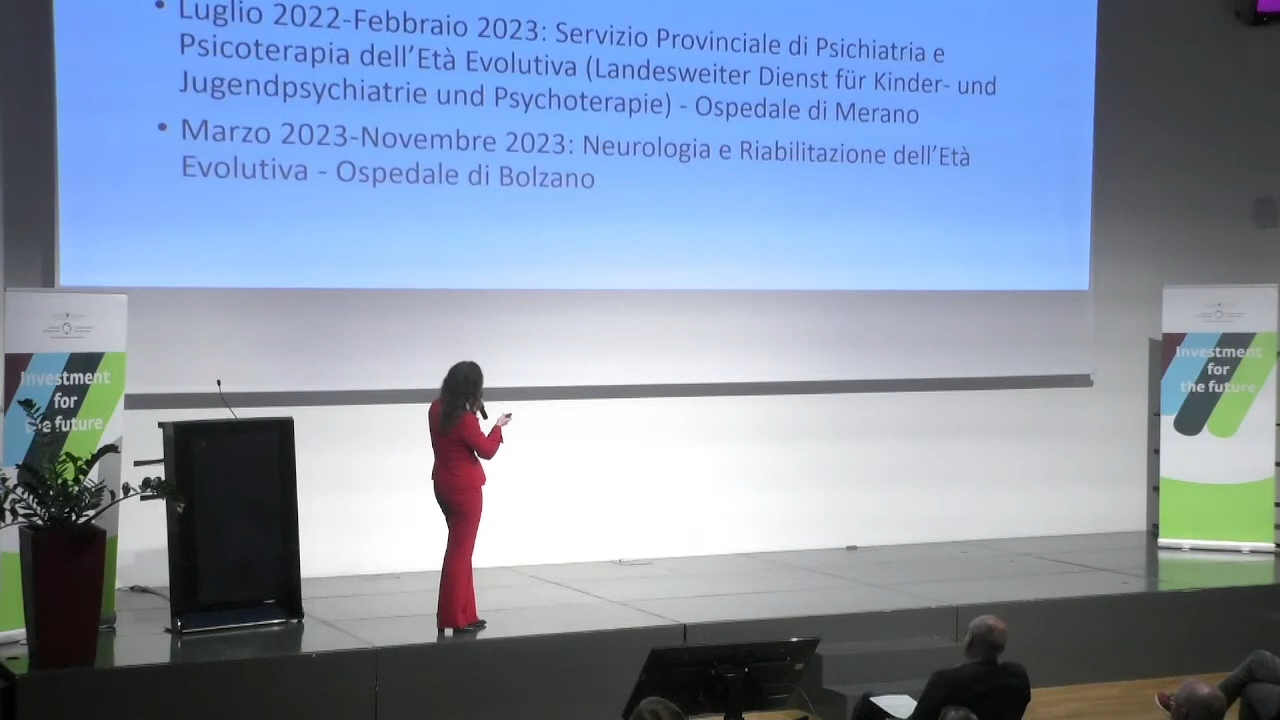 • Luglio 2022-Febbraio 2023: Servizio Provinciale di Psichiatria e
Psicoterapia dell'Età Evolutiva (Landesweiter Dienst für Kinder- und
Jugendpsychiatrie und Psychoterapie) - Ospedale di Merano
• Marzo 2023-Novembre 2023: Neurologia e Riabilitazione dell'Età
Evolutiva - Ospedale di Bolzano
Investment
for
the future
Investment
for
the future